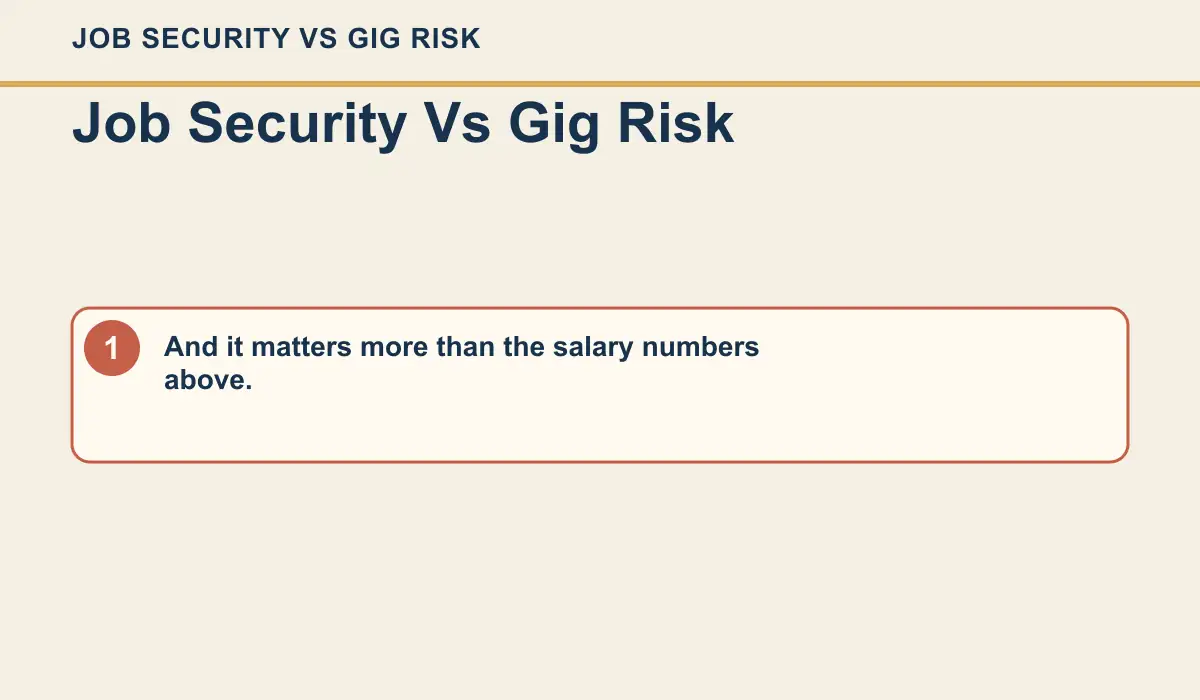 JOB SECURITY VS GIG RISK
Job Security Vs Gig Risk
1
And it matters more than the salary numbers
above.